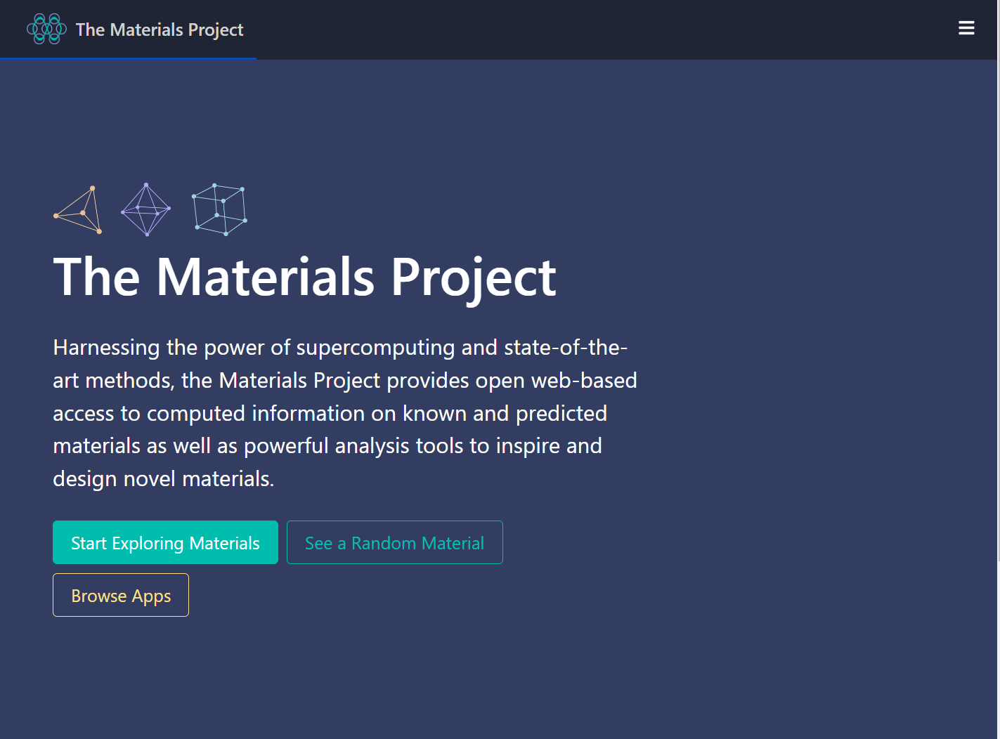 The Materials Project
The Materials Project
Harnessing the power of supercomputing and state-of-the-
art methods, the Materials Project provides open web-based
access to computed information on known and predicted
materials as well as powerful analysis tools to inspire and
design novel materials.
Start Exploring Materials
See a Random Material
Browse Apps